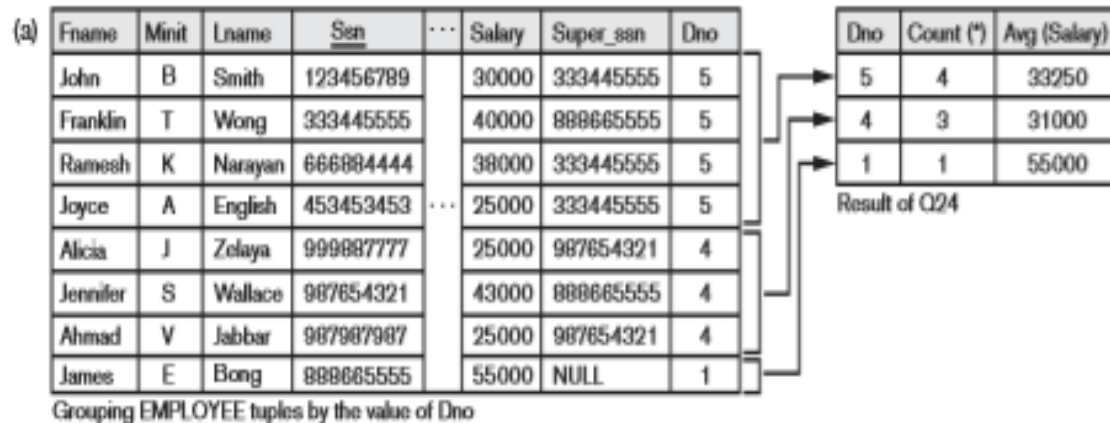 (a) Fname Minit Lname Ssn ... Salary Super_ssn Dno
John B Smith 123456789 30000 333445555 5
Franklin T Wong 333445555 40000 888665555 5
Ramesh K Narayan 666884444 38000 333445555 5
Joyce A English 453453453 ... 25000 333445555 5
Alicia J Zelaya 999887777 25000 987654321 4
Jennifer S Wallace 987654321 43000 888665555 4
Ahmad V Jabbar 987987987 25000 987654321 4
James E Bong 888665555 55000 NULL 1
Grouping EMPLOYEE tuples by the value of Dno
Dno Count (*) Avg (Salary)
5 4 33250
4 3 31000
1 1 55000
Result of Q24